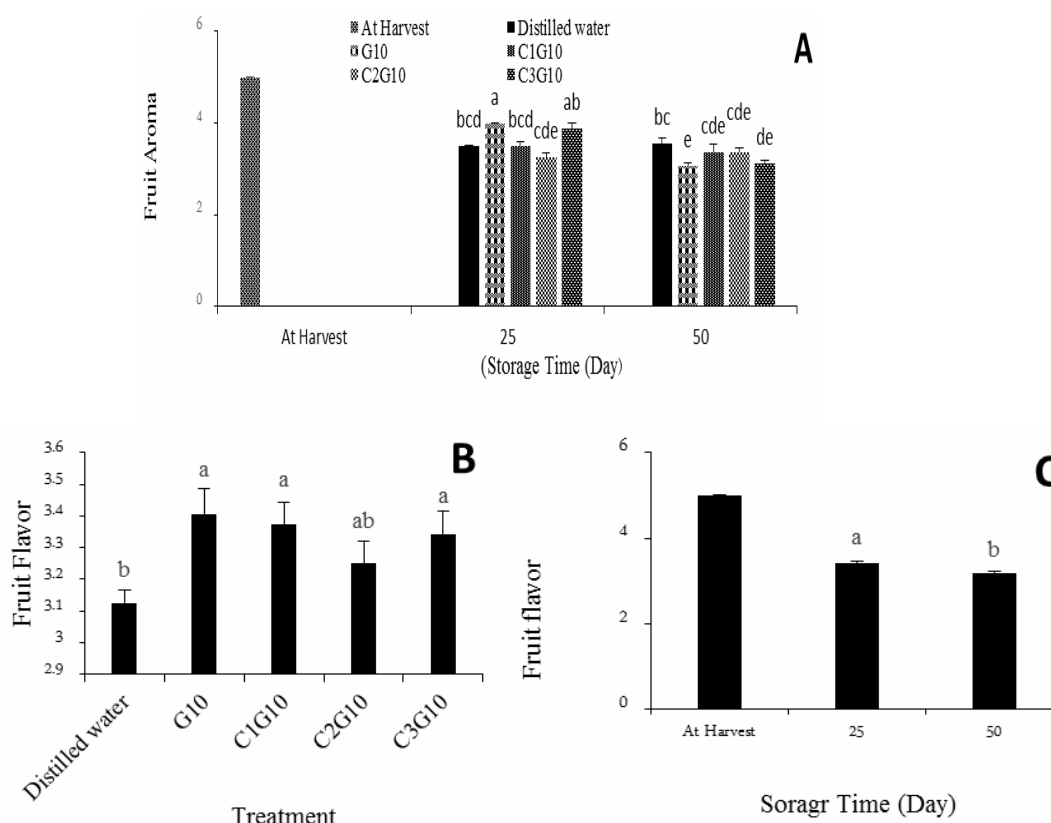 6
At Harvest
Distilled water
A
G10
C1G10
C2G10
C3G10
4
a
ab
bcd
bcd
cde
bc
e
cde
cde
de
Fruit Aroma
2
0
At Harvest
25
50
(Storage Time (Day)
3.6
B
3.5
a
a
a
3.4
ab
3.3
b
3.2
3.1
3
2.9
Fruit Flavor
Distilled water
G10
C1G10
C2G10
C3G10
Treatment
6
C
4
a
b
2
0
Fruit flavor
At Harvest
25
50
Soragr Time (Day)